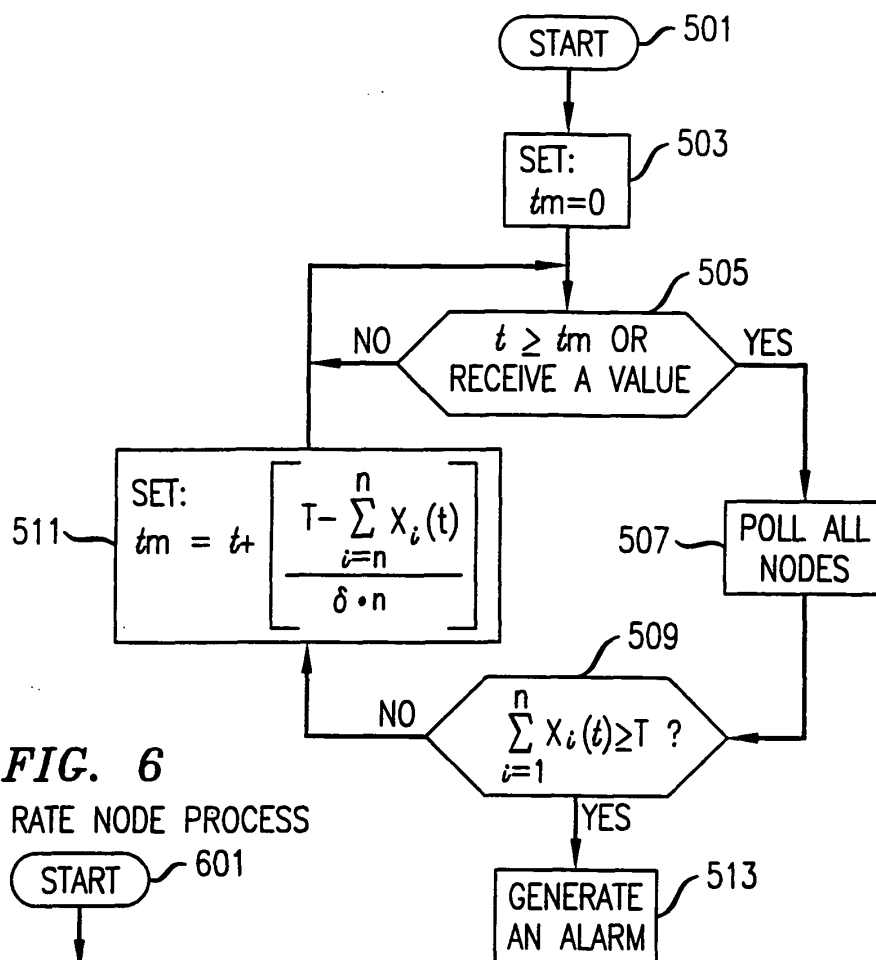 START
501
SET:
tm=0
503
505
t ≥ tm OR
RECEIVE A VALUE
NO
YES
511
SET:
tm = t+ [ T- n∑i=n Xi(t) / δ•n ]
507
POLL ALL
NODES
509
n∑i=1 Xi(t)≥T ?
NO
YES
GENERATE
AN ALARM
513
FIG. 6
RATE NODE PROCESS
START
601